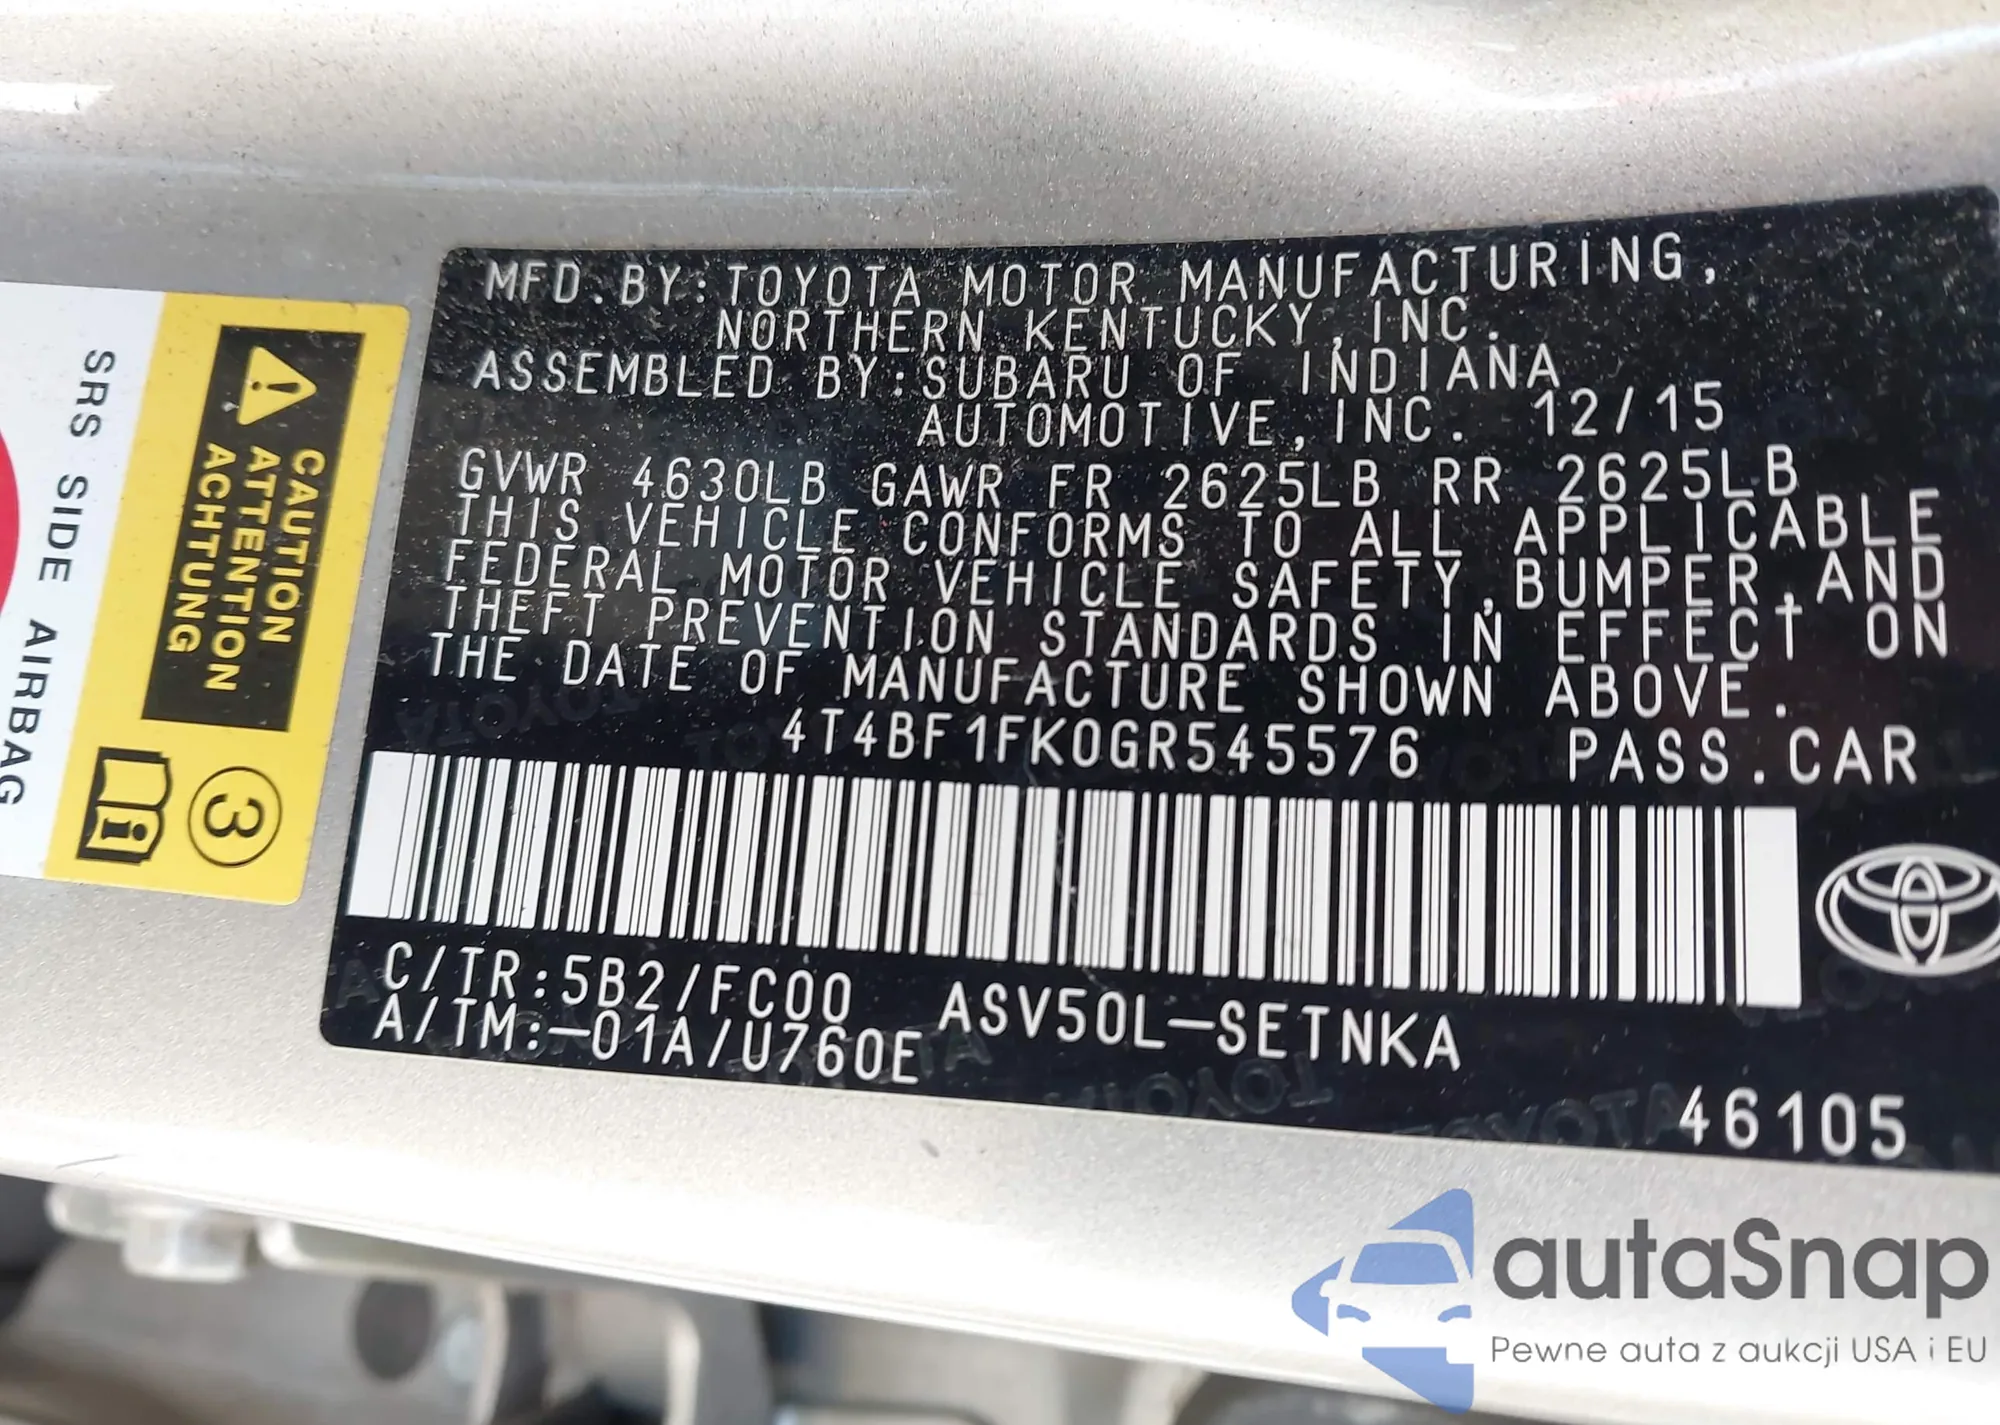 MFD.BY:TOYOTA MOTOR MANUFACTURING,
NORTHERN KENTUCKY,INC.
ASSEMBLED BY:SUBARU OF INDIANA
AUTOMOTIVE,INC. 12/15
GVWR 4630LB GAWR FR 2625LB RR 2625LB
THIS VEHICLE CONFORMS TO ALL APPLICABLE
FEDERAL MOTOR VEHICLE SAFETY,BUMPER,AND
THEFT PREVENTION STANDARDS IN EFFECT ON
THE DATE OF MANUFACTURE SHOWN ABOVE.
4T4BF1FK0GR545576 PASS.CAR
C/TR:5B2/FC00 ASV50L-SETNKA
A/TM:-01A/U760E
46105
SRS SIDE AIRBAG
CAUTION
ATTENTION
ACHTUNG
3
autaSnap
Pewne auta z aukcji USA i EU